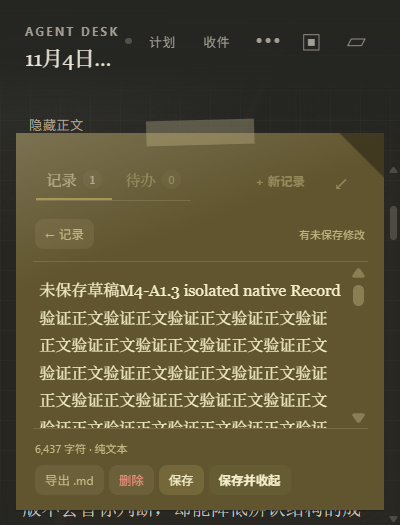 AGENT DESK
11月4日...
计划
收件
隐藏正文
记录 1
待办 0
+ 新记录
← 记录
有未保存修改
未保存草稿M4-A1.3 isolated native Record
验证正文验证正文验证正文验证正文验证
正文验证正文验证正文验证正文验证正文
验证正文验证正文验证正文验证正文验证
正文验证正文验证正文验证正文验证正文
6,437 字符 · 纯文本
导出 .md
删除
保存
保存并收起